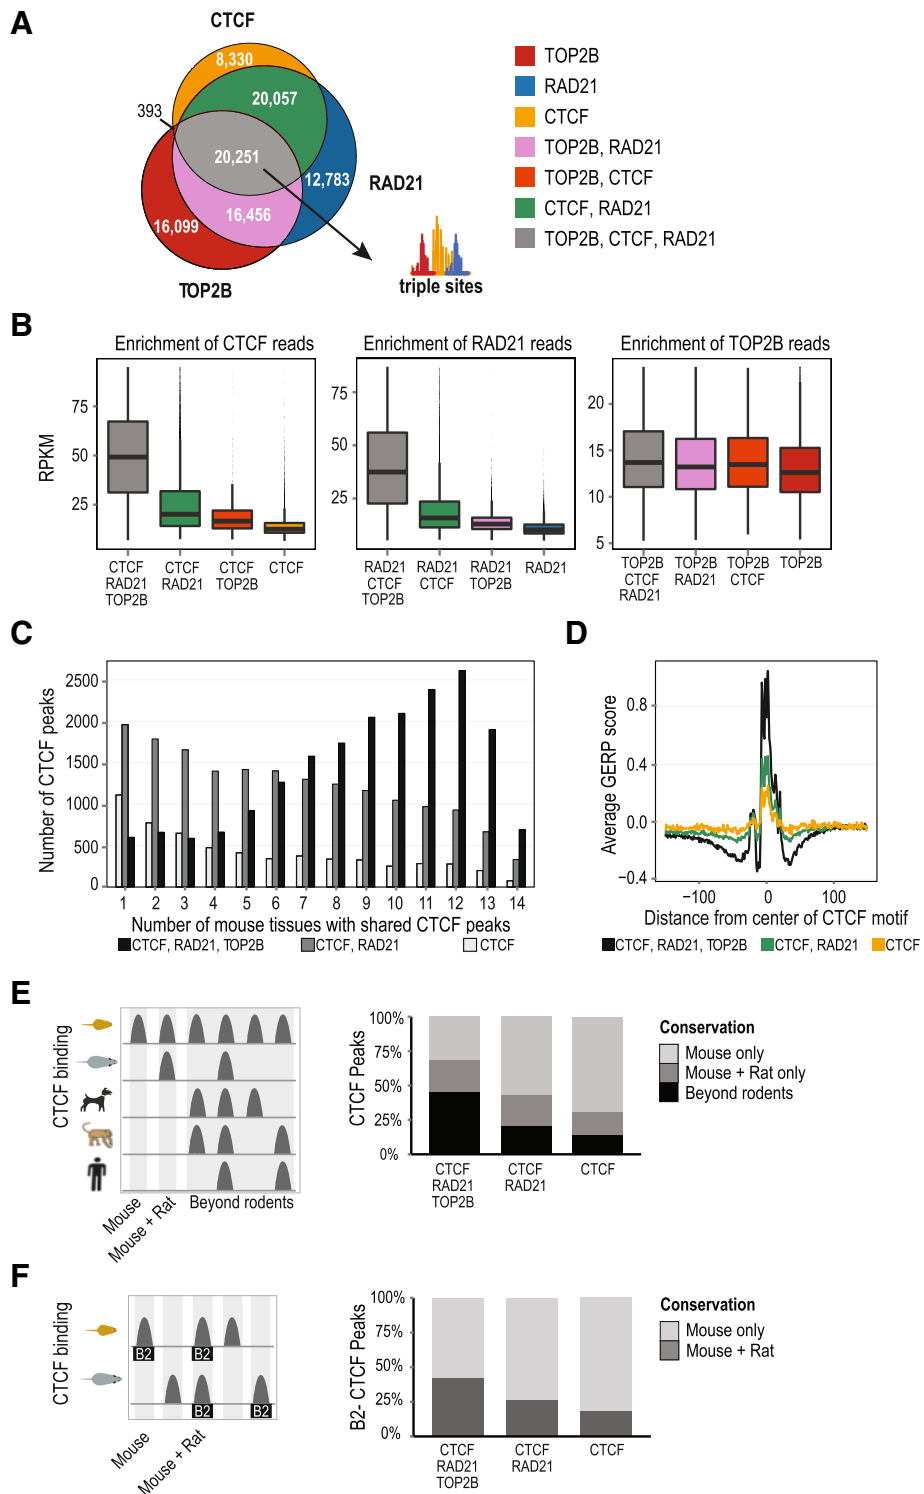 A
CTCF
8,330
20,057
393
20,251
12,783
RAD21
16,456
16,099
TOP2B
triple sites
TOP2B
RAD21
CTCF
TOP2B, RAD21
TOP2B, CTCF
CTCF, RAD21
TOP2B, CTCF, RAD21
B
Enrichment of CTCF reads
RPKM
75
50
25
CTCF
RAD21
TOP2B
CTCF
RAD21
CTCF
TOP2B
CTCF
Enrichment of RAD21 reads
75
50
25
RAD21
CTCF
TOP2B
RAD21
CTCF
RAD21
TOP2B
RAD21
Enrichment of TOP2B reads
20
15
10
5
TOP2B
CTCF
RAD21
TOP2B
RAD21
TOP2B
CTCF
TOP2B
C
Number of CTCF peaks
2500
2000
1500
1000
500
0
1 2 3 4 5 6 7 8 9 10 11 12 13 14
Number of mouse tissues with shared CTCF peaks
CTCF, RAD21, TOP2B
CTCF, RAD21
CTCF
D
Average GERP score
0.8
0.4
0.0
−0.4
−100 0 100
Distance from center of CTCF motif
CTCF, RAD21, TOP2B
CTCF, RAD21
CTCF
E
CTCF binding
Mouse
Mouse + Rat
Beyond rodents
CTCF Peaks
100%
75%
50%
25%
0%
CTCF
RAD21
TOP2B
CTCF
RAD21
CTCF
Conservation
Mouse only
Mouse + Rat only
Beyond rodents
F
CTCF binding
B2
B2
B2
B2
Mouse
Mouse + Rat
B2- CTCF Peaks
100%
75%
50%
25%
0%
CTCF
RAD21
TOP2B
CTCF
RAD21
CTCF
Conservation
Mouse only
Mouse + Rat